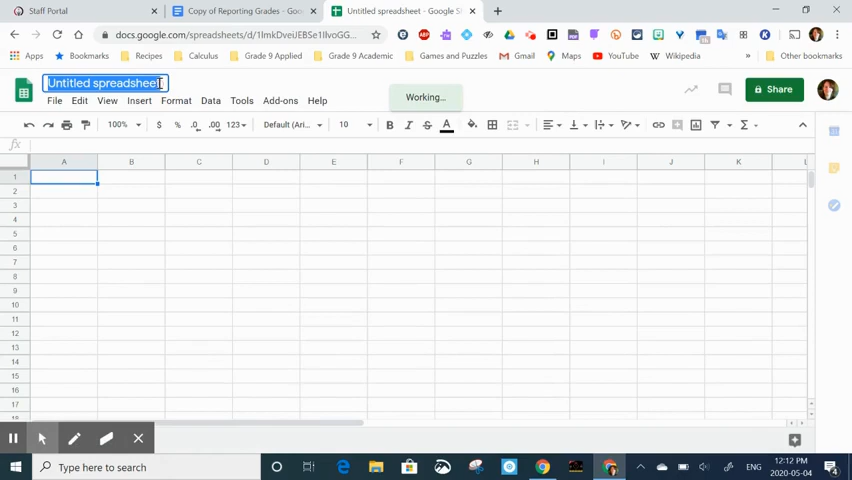 Staff Portal
Copy of Reporting Grades - Goo
Untitled spreadsheet - Google S
docs.google.com/spreadsheets/d/1lmkDveiJEBSe1IlvoGG...
Apps
Bookmarks
Recipes
Calculus
Grade 9 Applied
Grade 9 Academic
Games and Puzzles
Gmail
Maps
YouTube
Wikipedia
»
Other bookmarks
Untitled spreadsheet
File Edit View Insert Format Data Tools Add-ons Help
Working...
Share
100% $ % .0 .00 123 Default (Ari... 10 B I S A
fx
A B C D E F G H I J K L
1
2
3
4
5
6
7
8
9
10
11
12
13
14
15
16
17
18
Type here to search
ENG
12:12 PM
2020-05-04
4